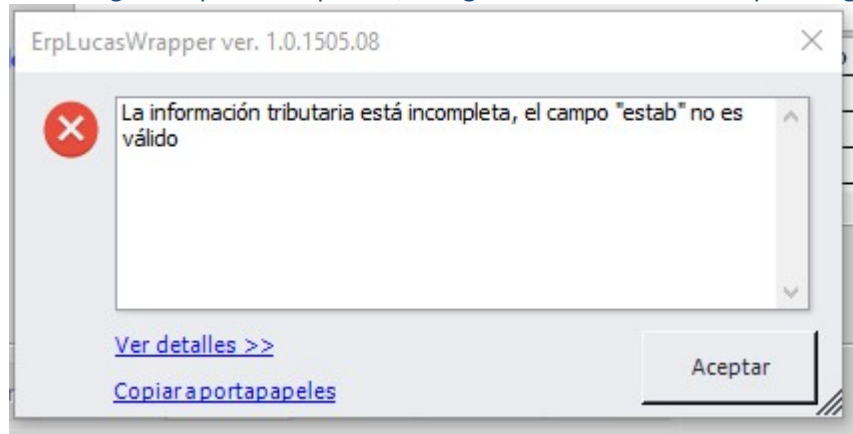 ErpLucasWrapper ver. 1.0.1505.08
La información tributaria está incompleta, el campo "estab" no es
válido
Ver detalles >>
Copiar a portapapeles
Aceptar